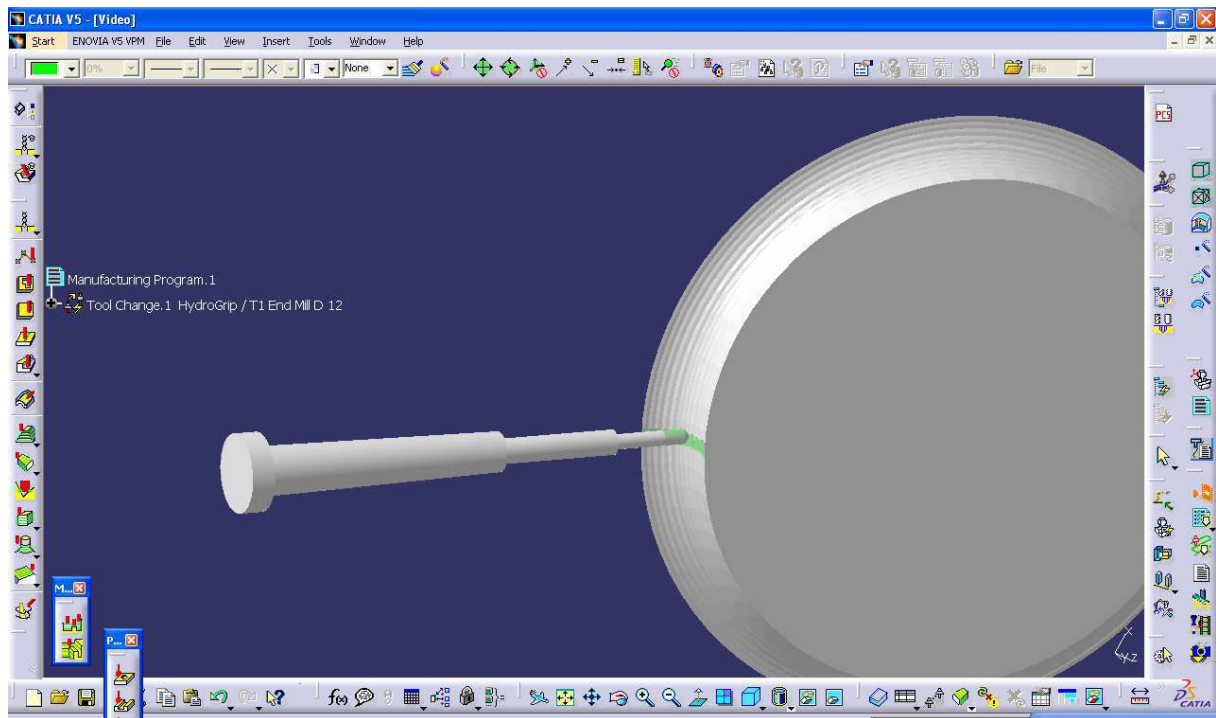 CATIA V5 - [Video]
Start ENOVIA V5 VPM File Edit View Insert Tools Window Help
0% None File
PCS
Manufacturing Program.1
Tool Change.1 HydroGrip / T1 End Mill D 12
M...
P...
f(x)
x
y z
CATIA